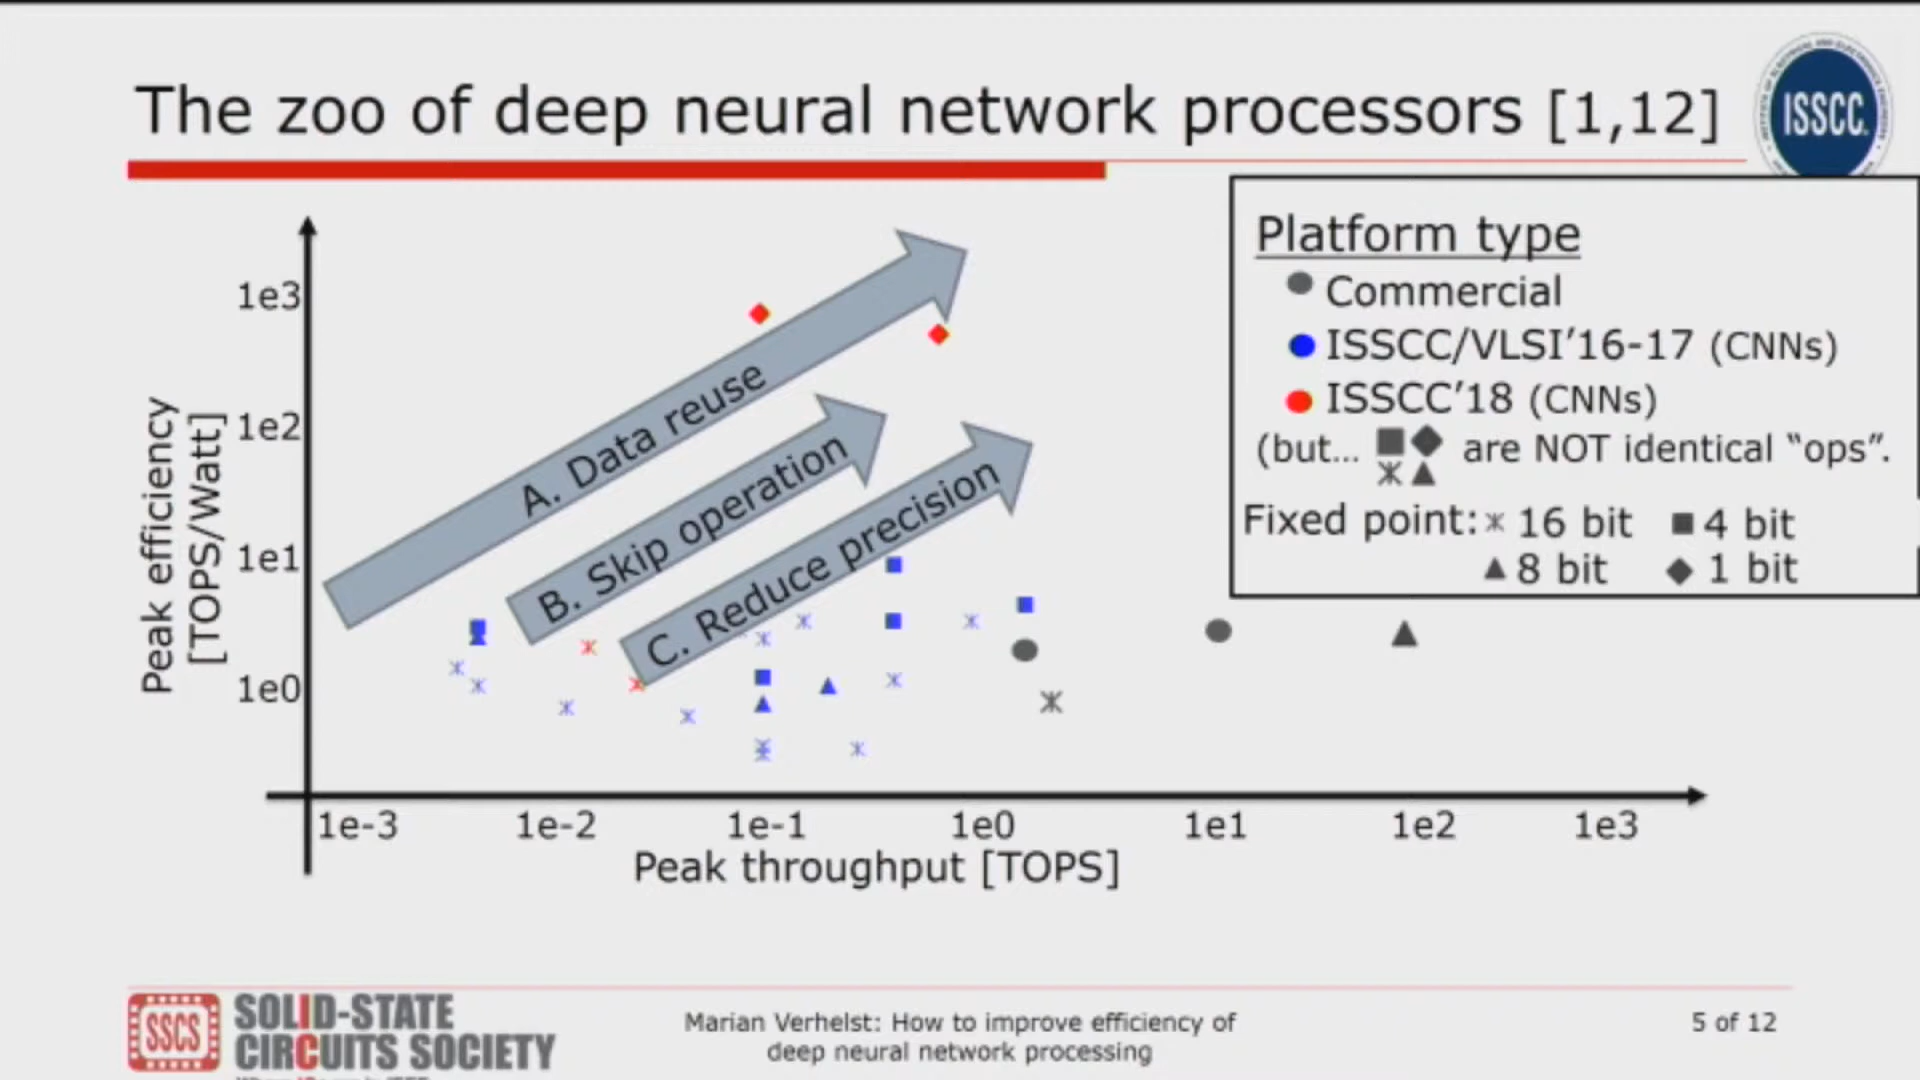 The zoo of deep neural network processors [1,12]
ISSCC
Platform type
Commercial
ISSCC/VLSI’16-17 (CNNs)
ISSCC’18 (CNNs)
(but... are NOT identical “ops”.
Fixed point: 16 bit 4 bit
8 bit 1 bit
Peak efficiency
[TOPS/Watt]
1e3
1e2
1e1
1e0
A. Data reuse
B. Skip operation
C. Reduce precision
1e-3 1e-2 1e-1 1e0 1e1 1e2 1e3
Peak throughput [TOPS]
SSCS
SOLID-STATE
CIRCUITS SOCIETY
Marian Verhelst: How to improve efficiency of
deep neural network processing
5 of 12